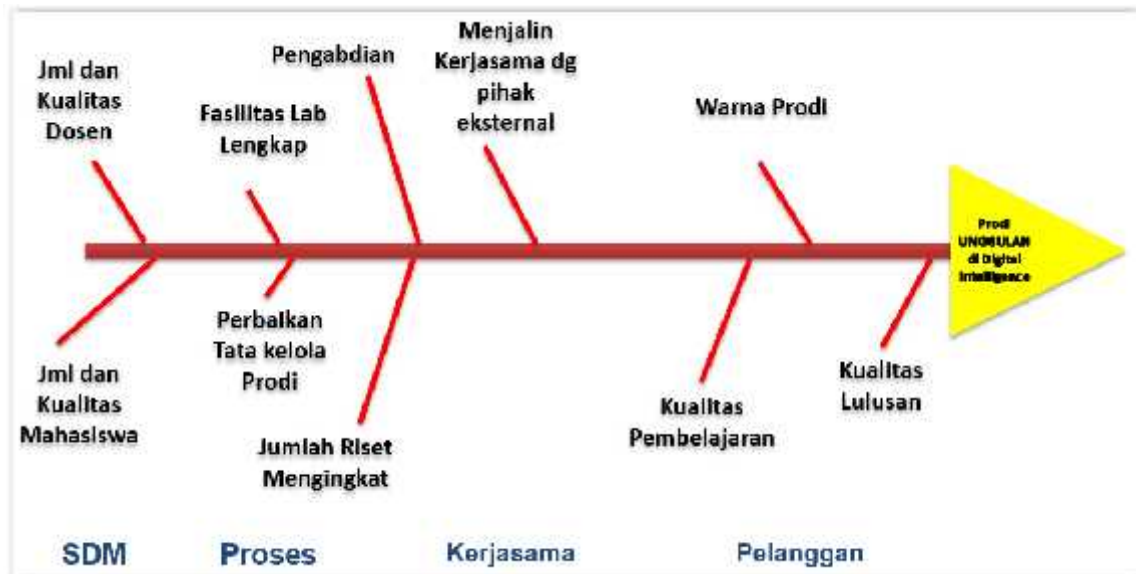 Jml dan
Kualitas
Dosen
Fasilitas Lab
Lengkap
Pengabdian
Menjalin
Kerjasama dg
pihak
eksternal
Warna Prodi
Prodi
UNGGULAN
di Digital
Intelligence
Jml dan
Kualitas
Mahasiswa
Perbaikan
Tata kelola
Prodi
Jumlah Riset
Mengingkat
Kualitas
Pembelajaran
Kualitas
Lulusan
SDM
Proses
Kerjasama
Pelanggan